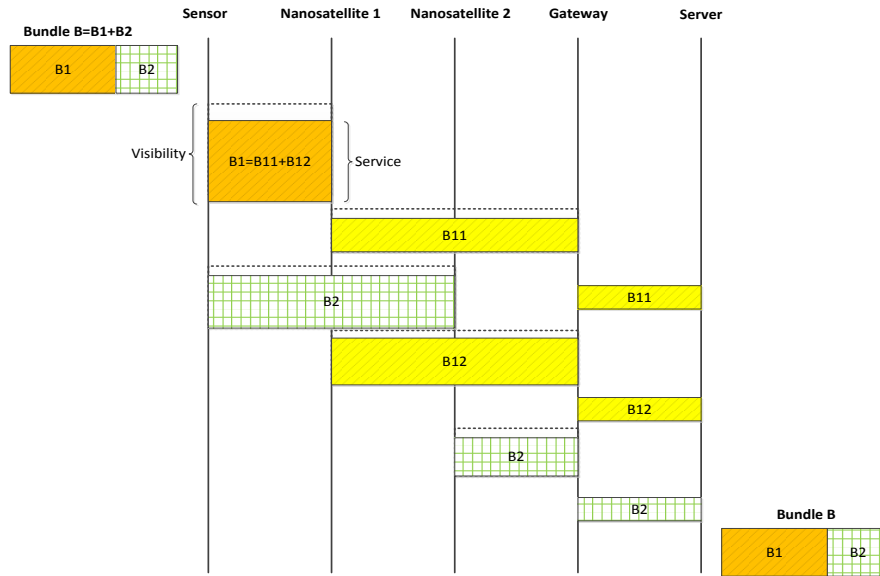 Sensor
Nanosatellite 1
Nanosatellite 2
Gateway
Server
Bundle B=B1+B2
B1
B2
Visibility
B1=B11+B12
Service
B11
B2
B11
B12
B12
B2
B2
Bundle B
B1
B2